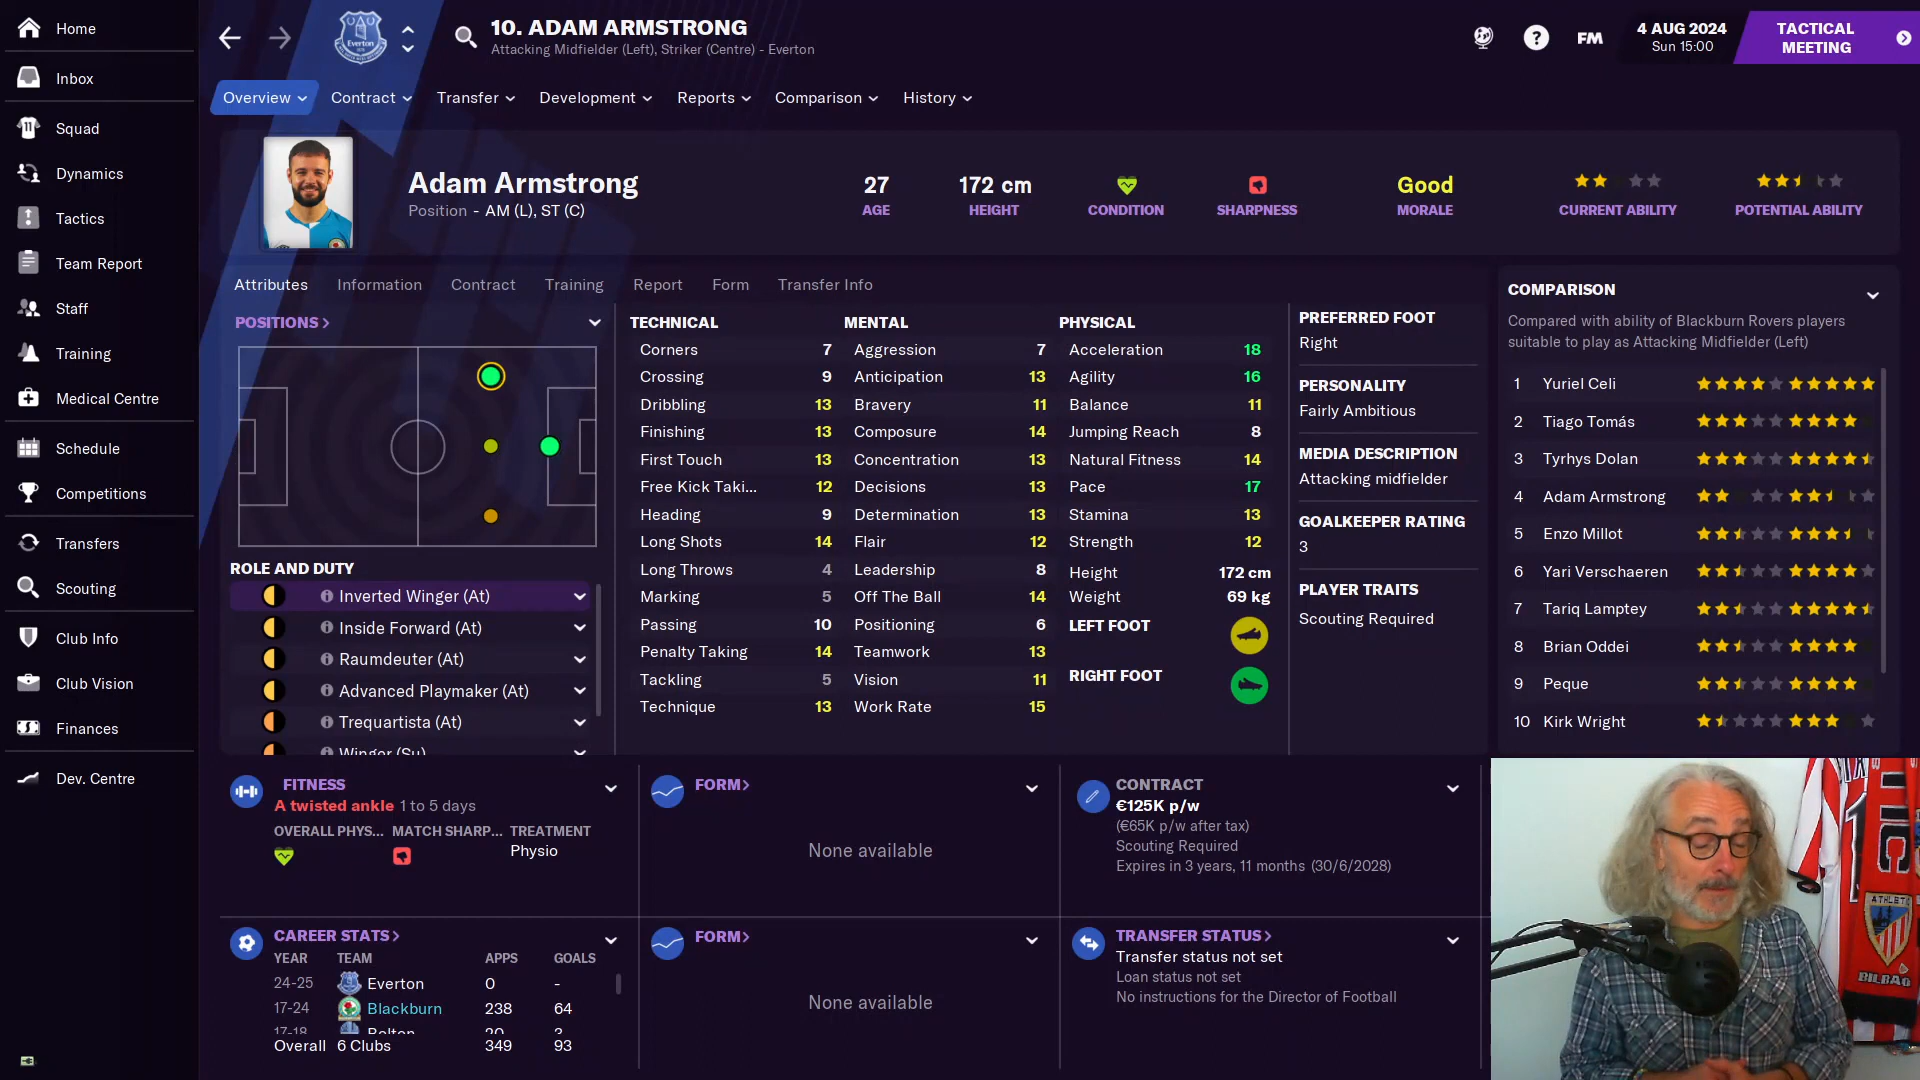 Home
Inbox
Squad
Dynamics
Tactics
Team Report
Staff
Training
Medical Centre
Schedule
Competitions
Transfers
Scouting
Club Info
Club Vision
Finances
Dev. Centre
Everton
10. ADAM ARMSTRONG
Attacking Midfielder (Left), Striker (Centre) - Everton
FM
4 AUG 2024
Sun 15:00
TACTICAL
MEETING
Overview
Contract
Transfer
Development
Reports
Comparison
History
Adam Armstrong
Position - AM (L), ST (C)
27
AGE
172 cm
HEIGHT
CONDITION
SHARPNESS
Good
MORALE
CURRENT ABILITY
POTENTIAL ABILITY
Attributes
Information
Contract
Training
Report
Form
Transfer Info
POSITIONS
ROLE AND DUTY
Inverted Winger (At)
Inside Forward (At)
Raumdeuter (At)
Advanced Playmaker (At)
Trequartista (At)
Winger (Su)
TECHNICAL
Corners 7
Crossing 9
Dribbling 13
Finishing 13
First Touch 13
Free Kick Taki... 12
Heading 9
Long Shots 14
Long Throws 4
Marking 5
Passing 10
Penalty Taking 14
Tackling 5
Technique 13
MENTAL
Aggression 7
Anticipation 13
Bravery 11
Composure 14
Concentration 13
Decisions 13
Determination 13
Flair 12
Leadership 8
Off The Ball 14
Positioning 6
Teamwork 13
Vision 11
Work Rate 15
PHYSICAL
Acceleration 18
Agility 16
Balance 11
Jumping Reach 8
Natural Fitness 14
Pace 17
Stamina 13
Strength 12
Height 172 cm
Weight 69 kg
LEFT FOOT
RIGHT FOOT
PREFERRED FOOT
Right
PERSONALITY
Fairly Ambitious
MEDIA DESCRIPTION
Attacking midfielder
GOALKEEPER RATING
3
PLAYER TRAITS
Scouting Required
COMPARISON
Compared with ability of Blackburn Rovers players
suitable to play as Attacking Midfielder (Left)
1 Yuriel Celi
2 Tiago Tomás
3 Tyrhys Dolan
4 Adam Armstrong
5 Enzo Millot
6 Yari Verschaeren
7 Tariq Lamptey
8 Brian Oddei
9 Peque
10 Kirk Wright
FITNESS
A twisted ankle 1 to 5 days
OVERALL PHYS... MATCH SHARP... TREATMENT
Physio
FORM
None available
CONTRACT
€125K p/w
(€65K p/w after tax)
Scouting Required
Expires in 3 years, 11 months (30/6/2028)
CAREER STATS
YEAR TEAM APPS GOALS
24-25 Everton 0 -
17-24 Blackburn 238 64
17-18 Bolton 20 3
Overall 6 Clubs 349 93
FORM
None available
TRANSFER STATUS
Transfer status not set
Loan status not set
No instructions for the Director of Football
ATHLETIC
BILBAO